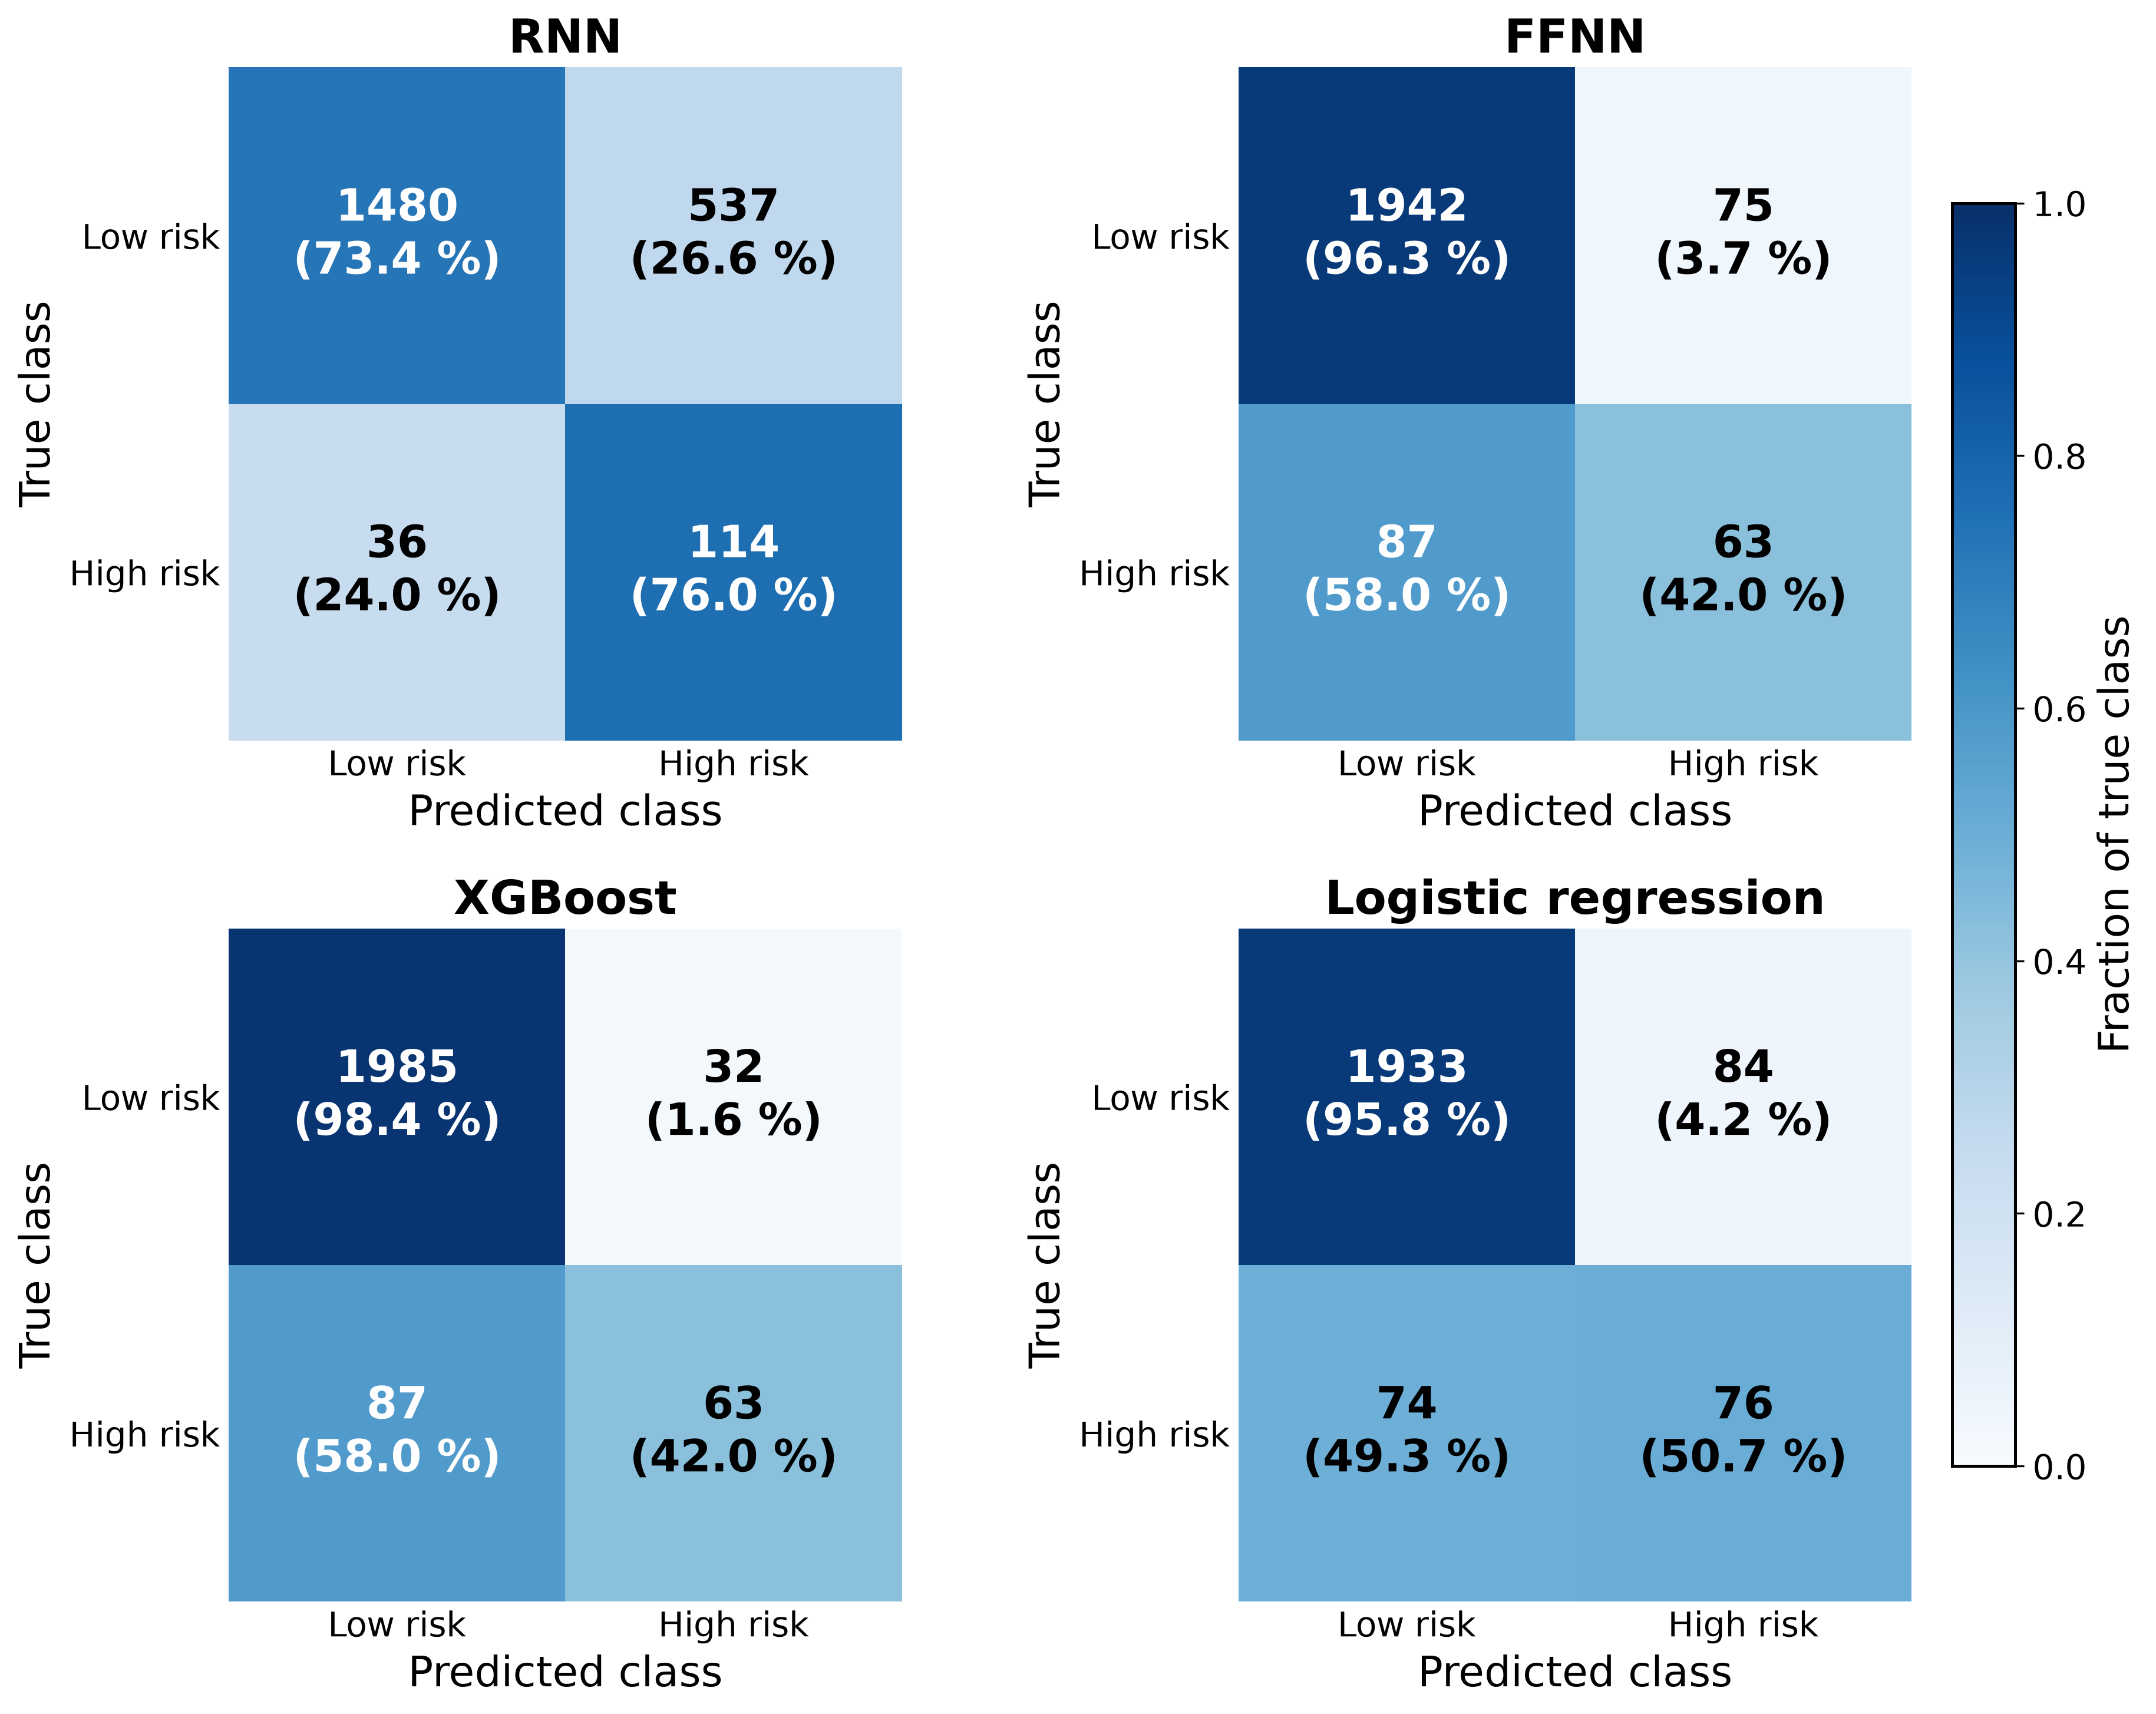 RNN
True class
Low risk
1480
(73.4 %)
537
(26.6 %)
High risk
36
(24.0 %)
114
(76.0 %)
Low risk
High risk
Predicted class
FFNN
True class
Low risk
1942
(96.3 %)
75
(3.7 %)
High risk
87
(58.0 %)
63
(42.0 %)
Low risk
High risk
Predicted class
XGBoost
True class
Low risk
1985
(98.4 %)
32
(1.6 %)
High risk
87
(58.0 %)
63
(42.0 %)
Low risk
High risk
Predicted class
Logistic regression
True class
Low risk
1933
(95.8 %)
84
(4.2 %)
High risk
74
(49.3 %)
76
(50.7 %)
Low risk
High risk
Predicted class
1.0
0.8
0.6
0.4
0.2
0.0
Fraction of true class